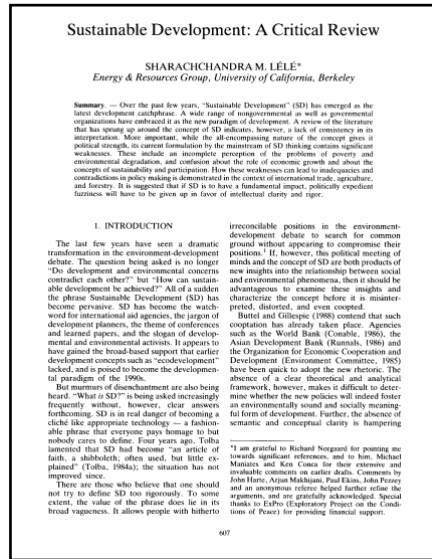 Sustainable Development: A Critical Review
SHARACHCHANDRA M. LÉLÉ*
Energy & Resources Group, University of California, Berkeley
Summary. — Over the past few years, "Sustainable Development" (SD) has emerged as the
latest development catchphrase. A wide range of nongovernmental as well as governmental
organizations have embraced it as the new paradigm of development. A review of the literature
that has sprung up around the concept of SD indicates, however, a lack of consistency in its
interpretation. More important, while the all-encompassing nature of the concept gives it
political strength, its current formulation by the mainstream of SD thinking contains significant
weaknesses. These include an incomplete perception of the problems of poverty and
environmental degradation, and confusion about the role of economic growth and about the
concepts of sustainability and participation. How these weaknesses can lead to inadequacies and
contradictions in policy making is demonstrated in the context of international trade, agriculture,
and forestry. It is suggested that if SD is to have a fundamental impact, politically expedient
fuzziness will have to be given up in favor of intellectual clarity and rigor.
1. INTRODUCTION
The last few years have seen a dramatic
transformation in the environment-development
debate. The question being asked is no longer
"Do development and environmental concerns
contradict each other?" but "How can sustain-
able development be achieved?" All of a sudden
the phrase Sustainable Development (SD) has
become pervasive. SD has become the watch-
word for international aid agencies, the jargon of
development planners, the theme of conferences
and learned papers, and the slogan of develop-
mental and environmental activists. It appears to
have gained the broad-based support that earlier
development concepts such as "ecodevelopment"
lacked, and is poised to become the developmen-
tal paradigm of the 1990s.
But murmurs of disenchantment are also being
heard. "What is SD?" is being asked increasingly
frequently without, however, clear answers
forthcoming. SD is in real danger of becoming a
cliché like appropriate technology — a fashion-
able phrase that everyone pays homage to but
nobody cares to define. Four years ago, Tolba
lamented that SD had become "an article of
faith, a shibboleth; often used, but little ex-
plained" (Tolba, 1984a); the situation has not
improved since.
There are those who believe that one should
not try to define SD too rigorously. To some
extent, the value of the phrase does lie in its
broad vagueness. It allows people with hitherto
irreconcilable positions in the environment-
development debate to search for common
ground without appearing to compromise their
positions.1 If, however, this political meeting of
minds and the concept of SD are both products of
new insights into the relationship between social
and environmental phenomena, then it should be
advantageous to examine these insights and
characterize the concept before it is misinter-
preted, distorted, and even coopted.
Buttel and Gillespie (1988) contend that such
cooptation has already taken place. Agencies
such as the World Bank (Conable, 1986), the
Asian Development Bank (Runnals, 1986) and
the Organization for Economic Cooperation and
Development (Environment Committee, 1985)
have been quick to adopt the new rhetoric. The
absence of a clear theoretical and analytical
framework, however, makes it difficult to deter-
mine whether the new policies will indeed foster
an environmentally sound and socially meaning-
ful form of development. Further, the absence of
semantic and conceptual clarity is hampering
*I am grateful to Richard Norgaard for pointing me
towards significant references, and to him, Michael
Maniates and Ken Conca for their extensive and
invaluable comments on earlier drafts. Comments by
John Harte, Arjun Makhijani, Paul Ekins, John Pezzey
and an anonymous referee helped further refine the
arguments, and are gratefully acknowledged. Special
thanks to ExPro (Exploratory Project on the Condi-
tions of Peace) for providing financial support.
607